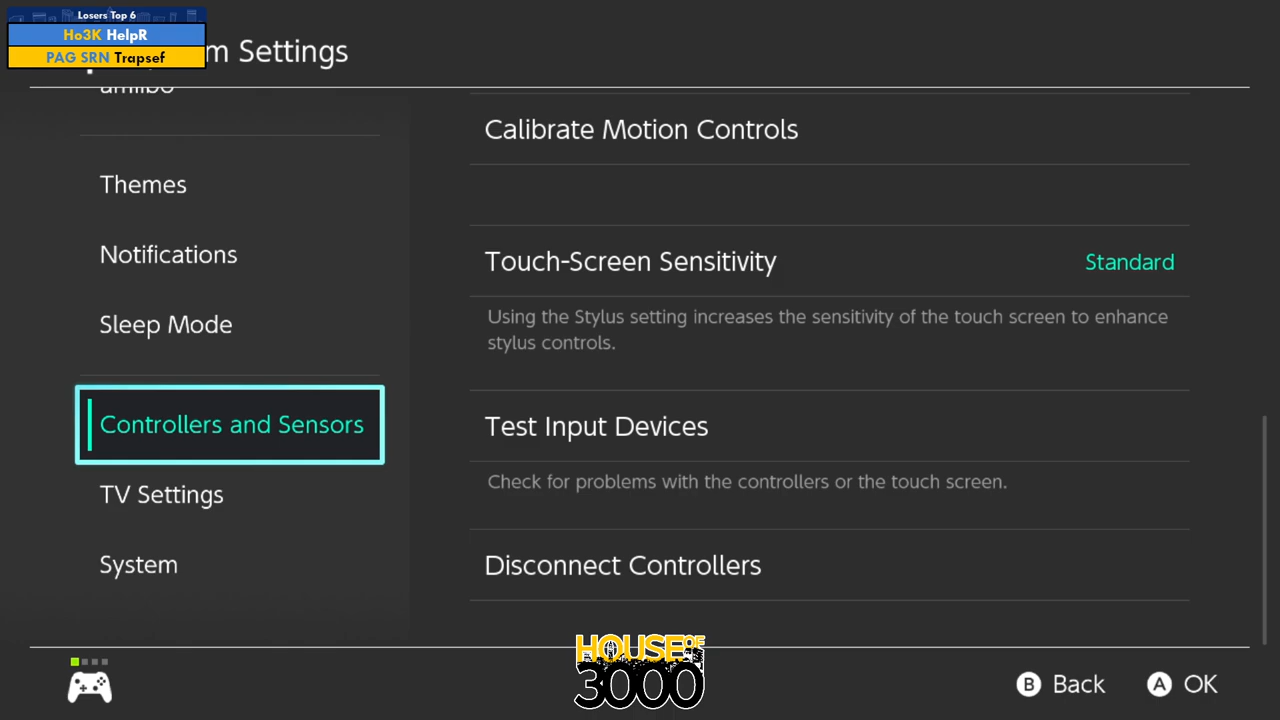 Losers Top 6
Ho3K HelpR
PAG SRN Trapsef
m Settings
amiibo
Themes
Notifications
Sleep Mode
Controllers and Sensors
TV Settings
System
Calibrate Motion Controls
Touch-Screen Sensitivity Standard
Using the Stylus setting increases the sensitivity of the touch screen to enhance
stylus controls.
Test Input Devices
Check for problems with the controllers or the touch screen.
Disconnect Controllers
HOUSE OF
3000
B Back A OK